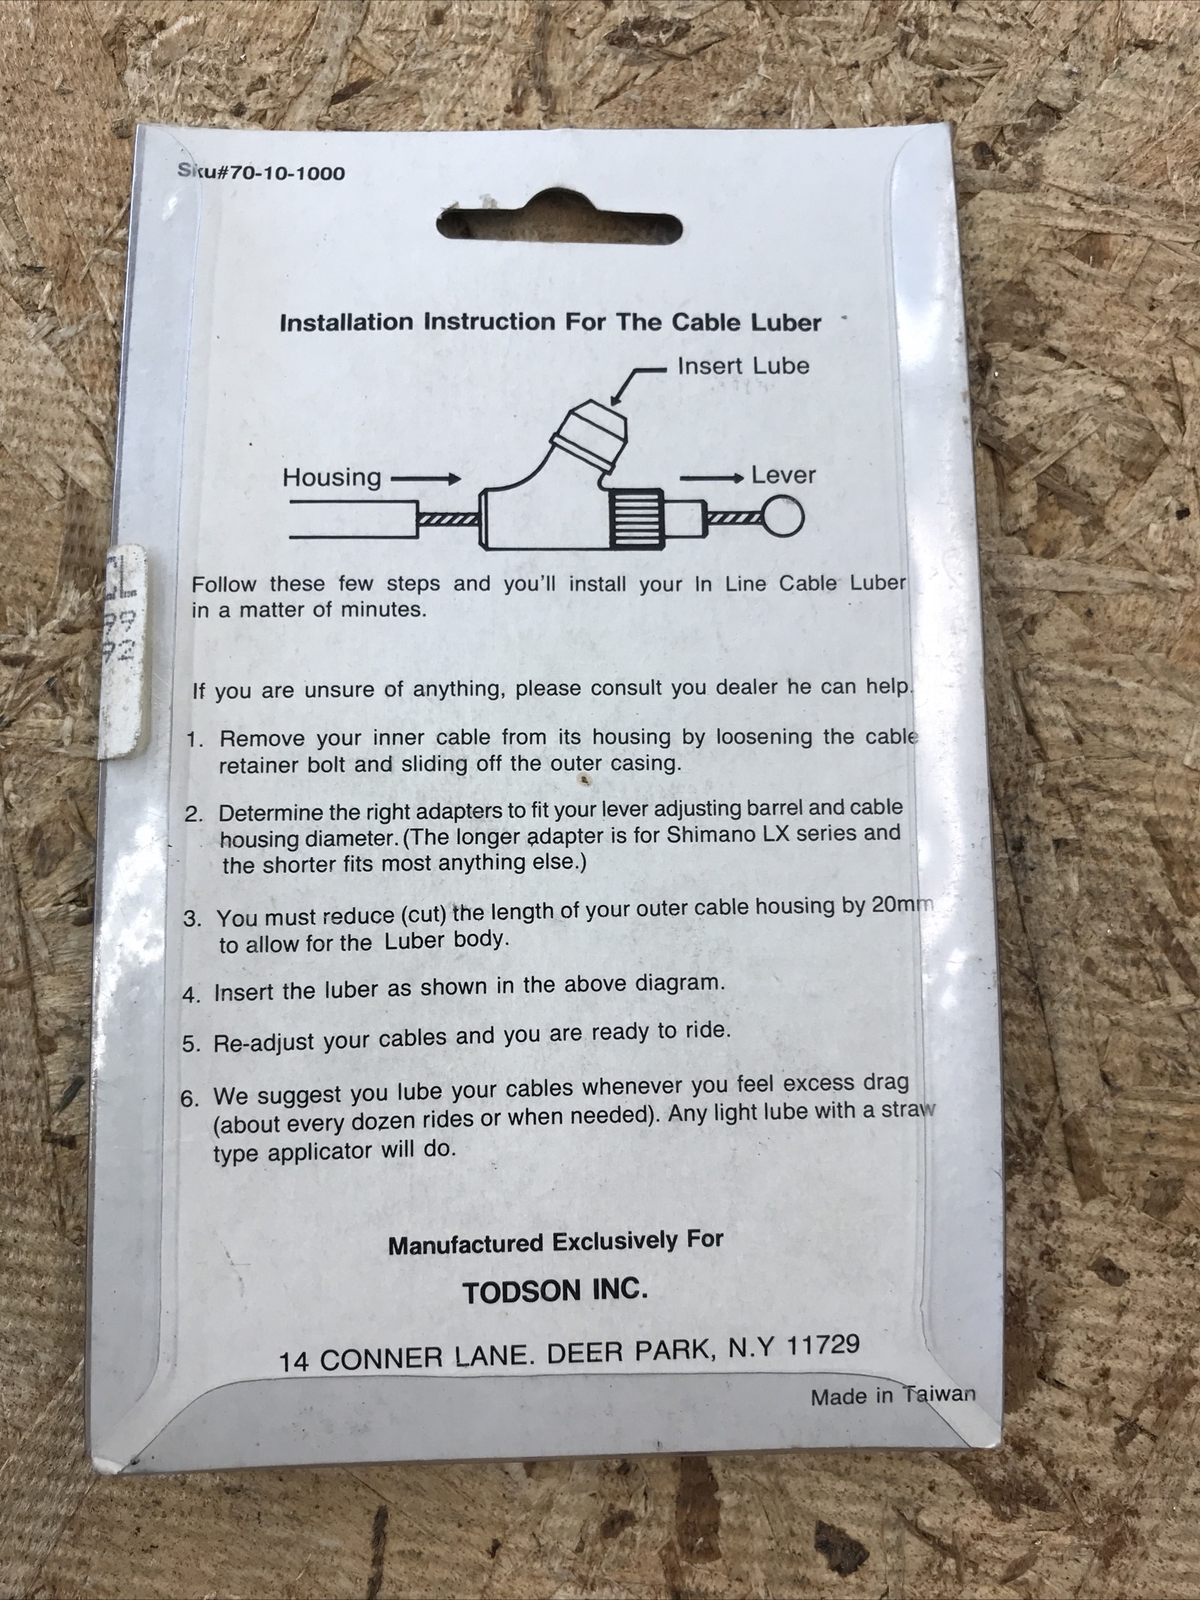 Sku#70-10-1000
Installation Instruction For The Cable Luber
Insert Lube
Housing
Lever
Follow these few steps and you'll install your In Line Cable Luber
in a matter of minutes.
If you are unsure of anything, please consult you dealer he can help.
1. Remove your inner cable from its housing by loosening the cable
retainer bolt and sliding off the outer casing.
2. Determine the right adapters to fit your lever adjusting barrel and cable
housing diameter. (The longer adapter is for Shimano LX series and
the shorter fits most anything else.)
3. You must reduce (cut) the length of your outer cable housing by 20mm
to allow for the Luber body.
4. Insert the luber as shown in the above diagram.
5. Re-adjust your cables and you are ready to ride.
6. We suggest you lube your cables whenever you feel excess drag
(about every dozen rides or when needed). Any light lube with a straw
type applicator will do.
Manufactured Exclusively For
TODSON INC.
14 CONNER LANE. DEER PARK, N.Y 11729
Made in Taiwan